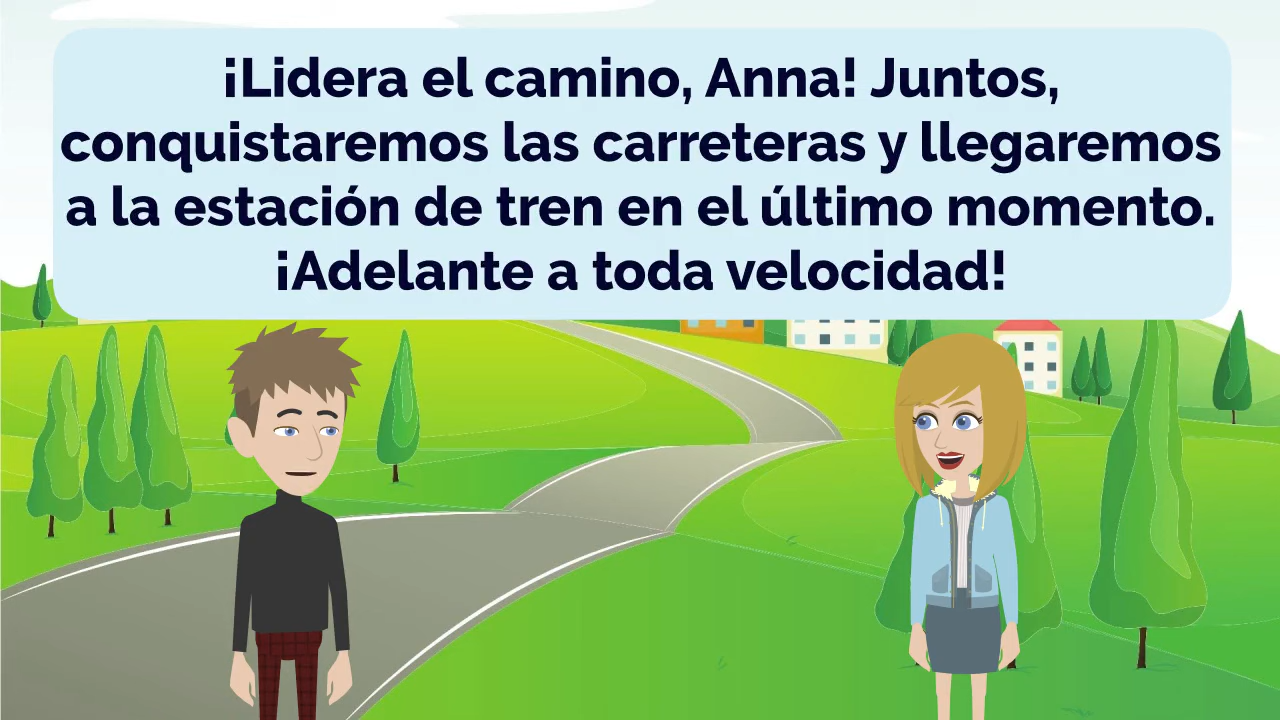 ¡Lidera el camino, Anna! Juntos,
conquistaremos las carreteras y llegaremos
a la estación de tren en el último momento.
¡Adelante a toda velocidad!